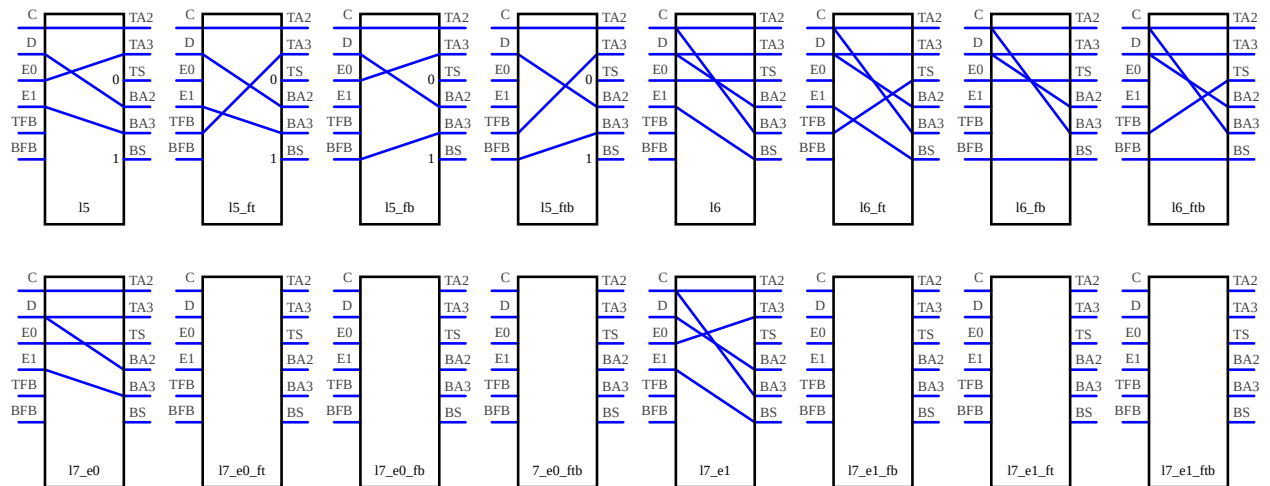 C TA2 C TA2 C TA2 C TA2 C TA2 C TA2 C TA2 C TA2
D TA3 D TA3 D TA3 D TA3 D TA3 D TA3 D TA3 D TA3
E0 0 TS E0 0 TS E0 0 TS E0 0 TS E0 TS E0 TS E0 TS E0 TS
E1 BA2 E1 BA2 E1 BA2 E1 BA2 E1 BA2 E1 BA2 E1 BA2 E1 BA2
TFB BA3 TFB BA3 TFB BA3 TFB BA3 TFB BA3 TFB BA3 TFB BA3 TFB BA3
BFB 1 BS BFB 1 BS BFB 1 BS BFB 1 BS BFB BS BFB BS BFB BS BFB BS
l5 l5_ft l5_fb l5_ftb l6 l6_ft l6_fb l6_ftb
C TA2 C TA2 C TA2 C TA2 C TA2 C TA2 C TA2 C TA2
D TA3 D TA3 D TA3 D TA3 D TA3 D TA3 D TA3 D TA3
E0 TS E0 TS E0 TS E0 TS E0 TS E0 TS E0 TS E0 TS
E1 BA2 E1 BA2 E1 BA2 E1 BA2 E1 BA2 E1 BA2 E1 BA2 E1 BA2
TFB BA3 TFB BA3 TFB BA3 TFB BA3 TFB BA3 TFB BA3 TFB BA3 TFB BA3
BFB BS BFB BS BFB BS BFB BS BFB BS BFB BS BFB BS BFB BS
l7_e0 l7_e0_ft l7_e0_fb 7_e0_ftb l7_e1 l7_e1_fb l7_e1_ft l7_e1_ftb